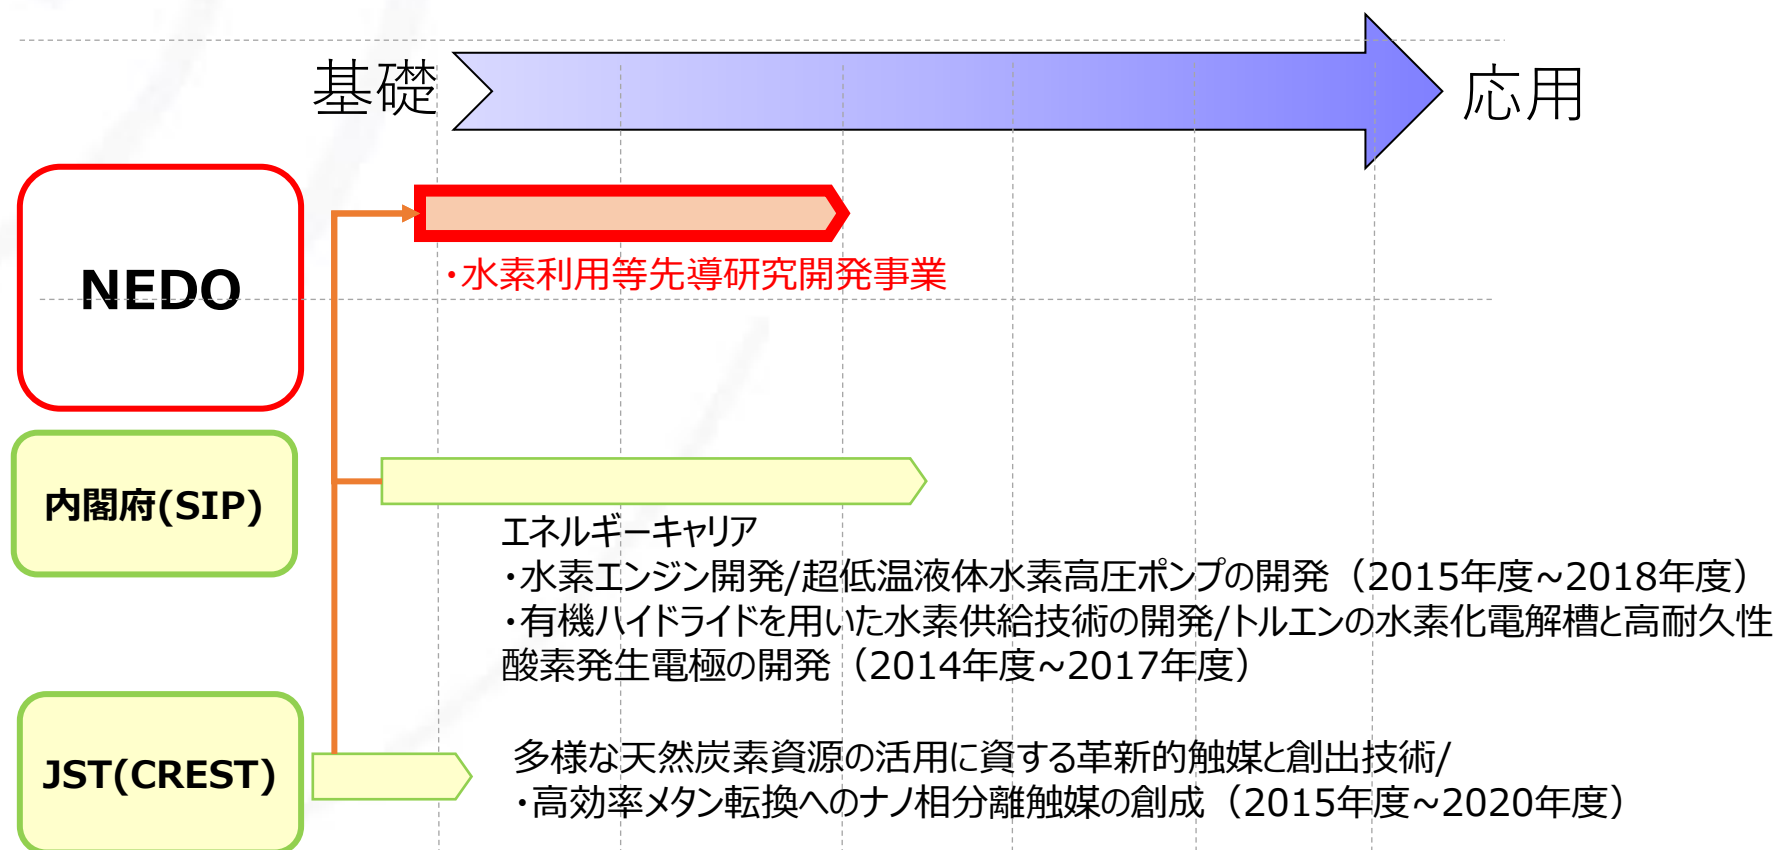 基礎
応用
NEDO
・水素利用等先導研究開発事業
内閣府(SIP)
エネルギーキャリア
・水素エンジン開発/超低温液体水素高圧ポンプの開発（2015年度~2018年度）
・有機ハイドライドを用いた水素供給技術の開発/トルエンの水素化電解槽と高耐久性
酸素発生電極の開発（2014年度~2017年度）
JST(CREST)
多様な天然炭素資源の活用に資する革新的触媒と創出技術/
・高効率メタン転換へのナノ相分離触媒の創成（2015年度~2020年度）